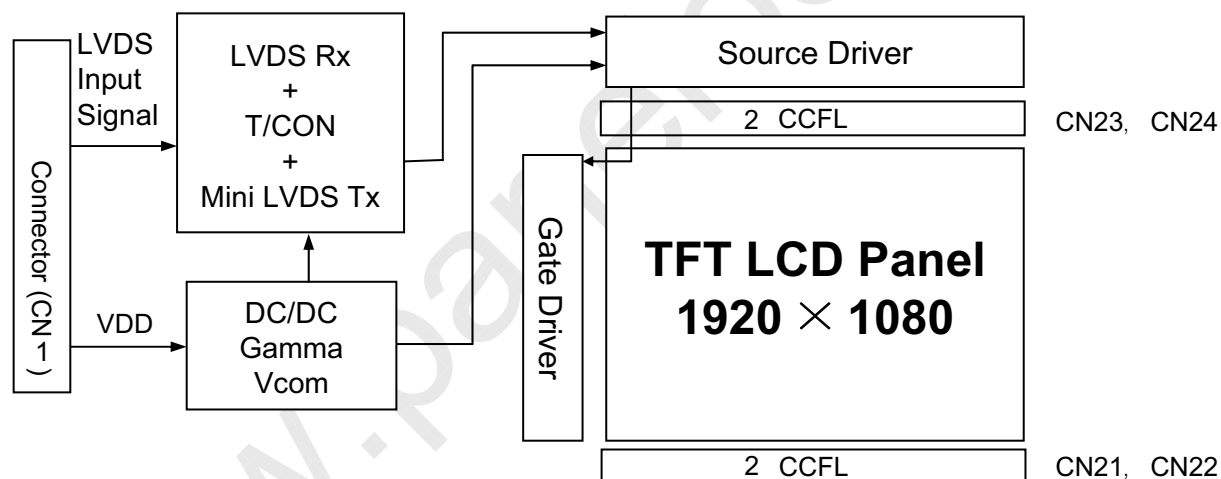 LVDS
Input
Signal
LVDS Rx
+
T/CON
+
Mini LVDS Tx
Source Driver
2 CCFL
CN23, CN24
Connector (CN1)
Gate Driver
TFT LCD Panel
1920 × 1080
VDD
DC/DC
Gamma
Vcom
2 CCFL
CN21, CN22